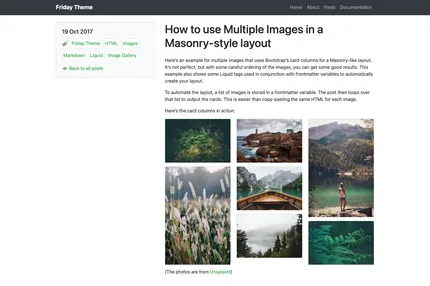 Friday Theme
Home About Press Documentation
19 Oct 2017
Friday Theme HTML Images
Markdown Liquid Image Gallery
Back to all posts
How to use Multiple Images in a
Masonry-style layout
Here's an example for multiple images that uses Bootstrap's card columns for a Masonry-like layout.
It's not perfect, but with some careful ordering of the images, you can get some good results. This
example also shows some Liquid tags used in conjunction with frontmatter variables to automatically
create your layout.
To automate the layout, a list of images is stored in a frontmatter variable. The post then loops over
that list to output the cards. This is easier than copy-pasting the same HTML for each image.
Here's the card columns in action.
(The photos are from Unsplash!)